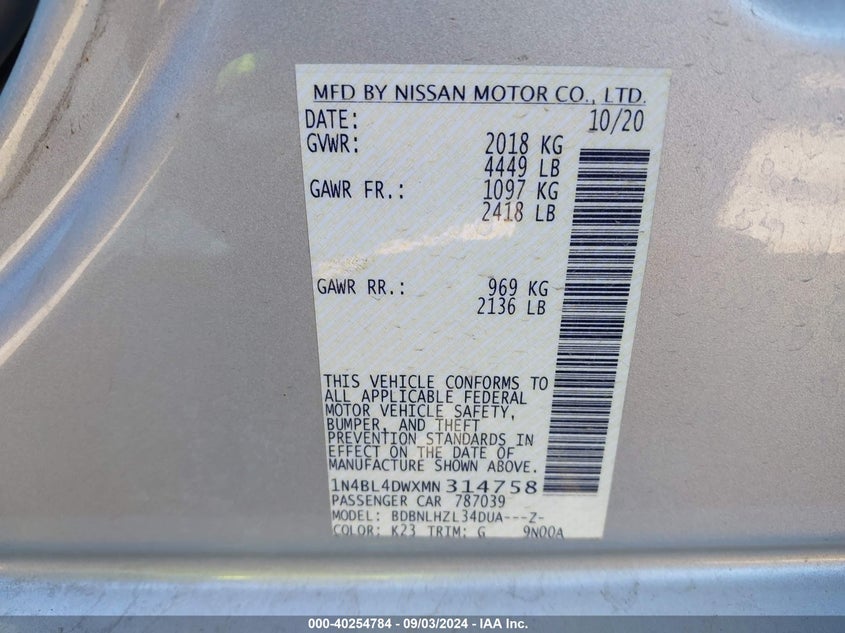 MFD BY NISSAN MOTOR CO., LTD.
DATE: 10/20
GVWR: 2018 KG
4449 LB
GAWR FR.: 1097 KG
2418 LB
GAWR RR.: 969 KG
2136 LB
THIS VEHICLE CONFORMS TO
ALL APPLICABLE FEDERAL
MOTOR VEHICLE SAFETY,
BUMPER, AND THEFT
PREVENTION STANDARDS IN
EFFECT ON THE DATE OF
MANUFACTURE SHOWN ABOVE.
1N4BL4DWXMN314758
PASSENGER CAR 787039
MODEL: BDBNLHZL34DUA---Z-
COLOR: K23 TRIM: G 9N00A
000-40254784 - 09/03/2024 - IAA Inc.